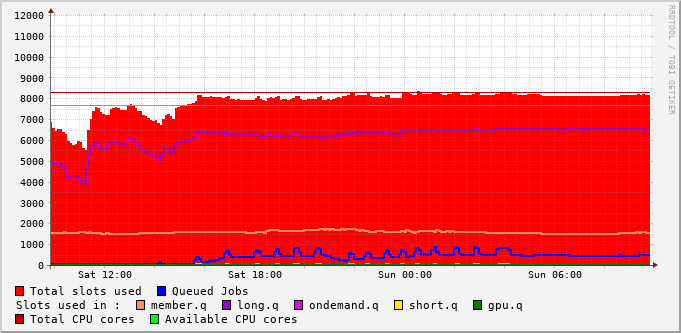 12000
11000
10000
9000
8000
7000
6000
5000
4000
3000
2000
1000
0
Sat 12:00 Sat 18:00 Sun 00:00 Sun 06:00
RRDTOOL / TOBI OETIKER
Total slots used Queued Jobs
Slots used in : member.q long.q ondemand.q short.q gpu.q
Total CPU cores Available CPU cores